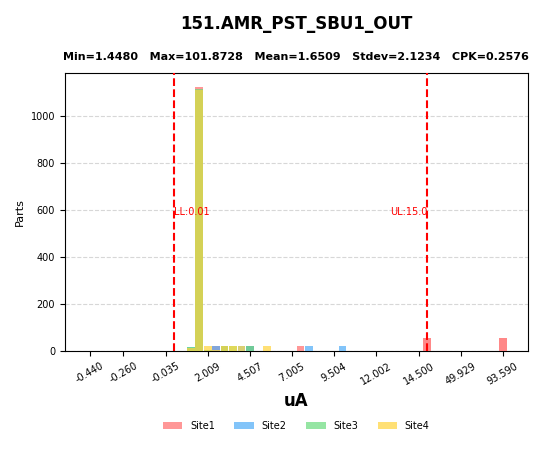 151.AMR_PST_SBU1_OUT
Min=1.4480 Max=101.8728 Mean=1.6509 Stdev=2.1234 CPK=0.2576
1000
800
600
400
200
0
Parts
LL:0.01
UL:15.0
-0.440
-0.260
-0.035
2.009
4.507
7.005
9.504
12.002
14.500
49.929
93.590
uA
Site1 Site2 Site3 Site4